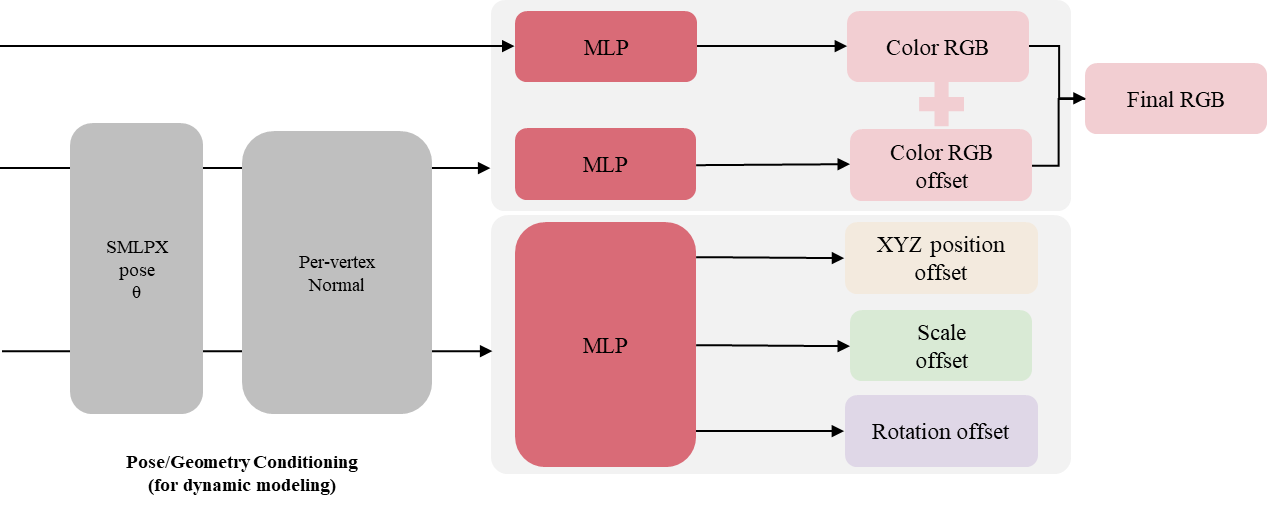 MLP
Color RGB
Final RGB
MLP
Color RGB
offset
SMLPX
pose
θ
Per-vertex
Normal
MLP
XYZ position
offset
Scale
offset
Rotation offset
Pose/Geometry Conditioning
(for dynamic modeling)